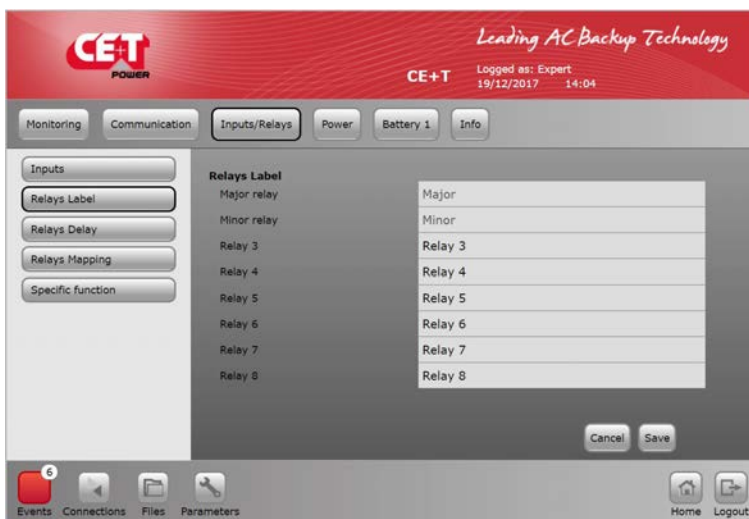 CE+T
POWER
Leading AC Backup Technology
CE+T
Logged as: Expert
19/12/2017 14:04
Monitoring Communication Inputs/Relays Power Battery 1 Info
Inputs
Relays Label
Relays Delay
Relays Mapping
Specific function
Relays Label
Major relay Major
Minor relay Minor
Relay 3 Relay 3
Relay 4 Relay 4
Relay 5 Relay 5
Relay 6 Relay 6
Relay 7 Relay 7
Relay 8 Relay 8
Cancel Save
6
Events Connections Files Parameters Home Logout